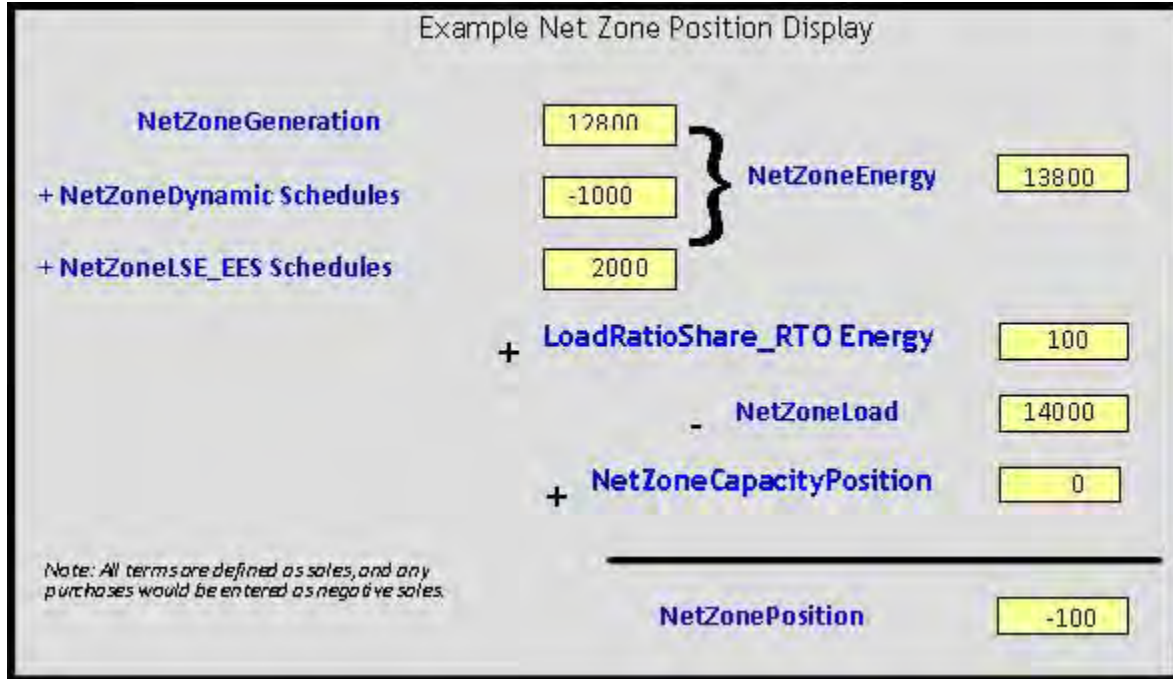 Example Net Zone Position Display
NetZoneGeneration 12800
+ NetZoneDynamic Schedules -1000
NetZoneEnergy 13800
+ NetZoneLSE_EES Schedules 2000
+ LoadRatioShare_RTO Energy 100
- NetZoneLoad 14000
+ NetZoneCapacityPosition 0
Note: All terms are defined as sales, and any
purchases would be entered as negative sales.
NetZonePosition -100